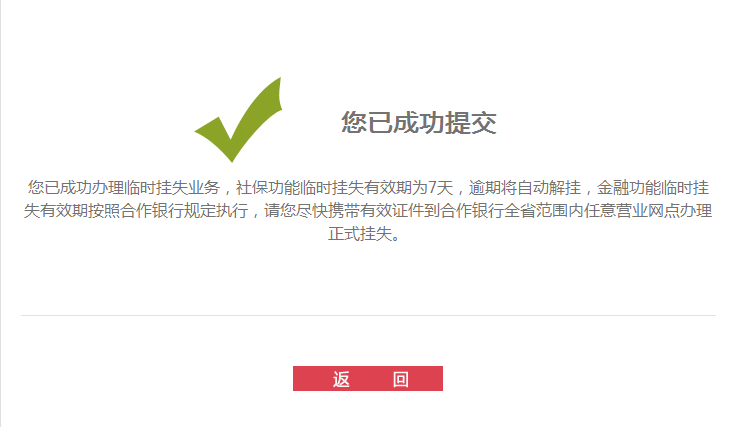 您已成功提交
您已成功办理临时挂失业务，社保功能临时挂失有效期为7天，逾期将自动解挂，金融功能临时挂
失有效期按照合作银行规定执行，请您尽快携带有效证件到合作银行全省范围内任意营业网点办理
正式挂失。
返 回